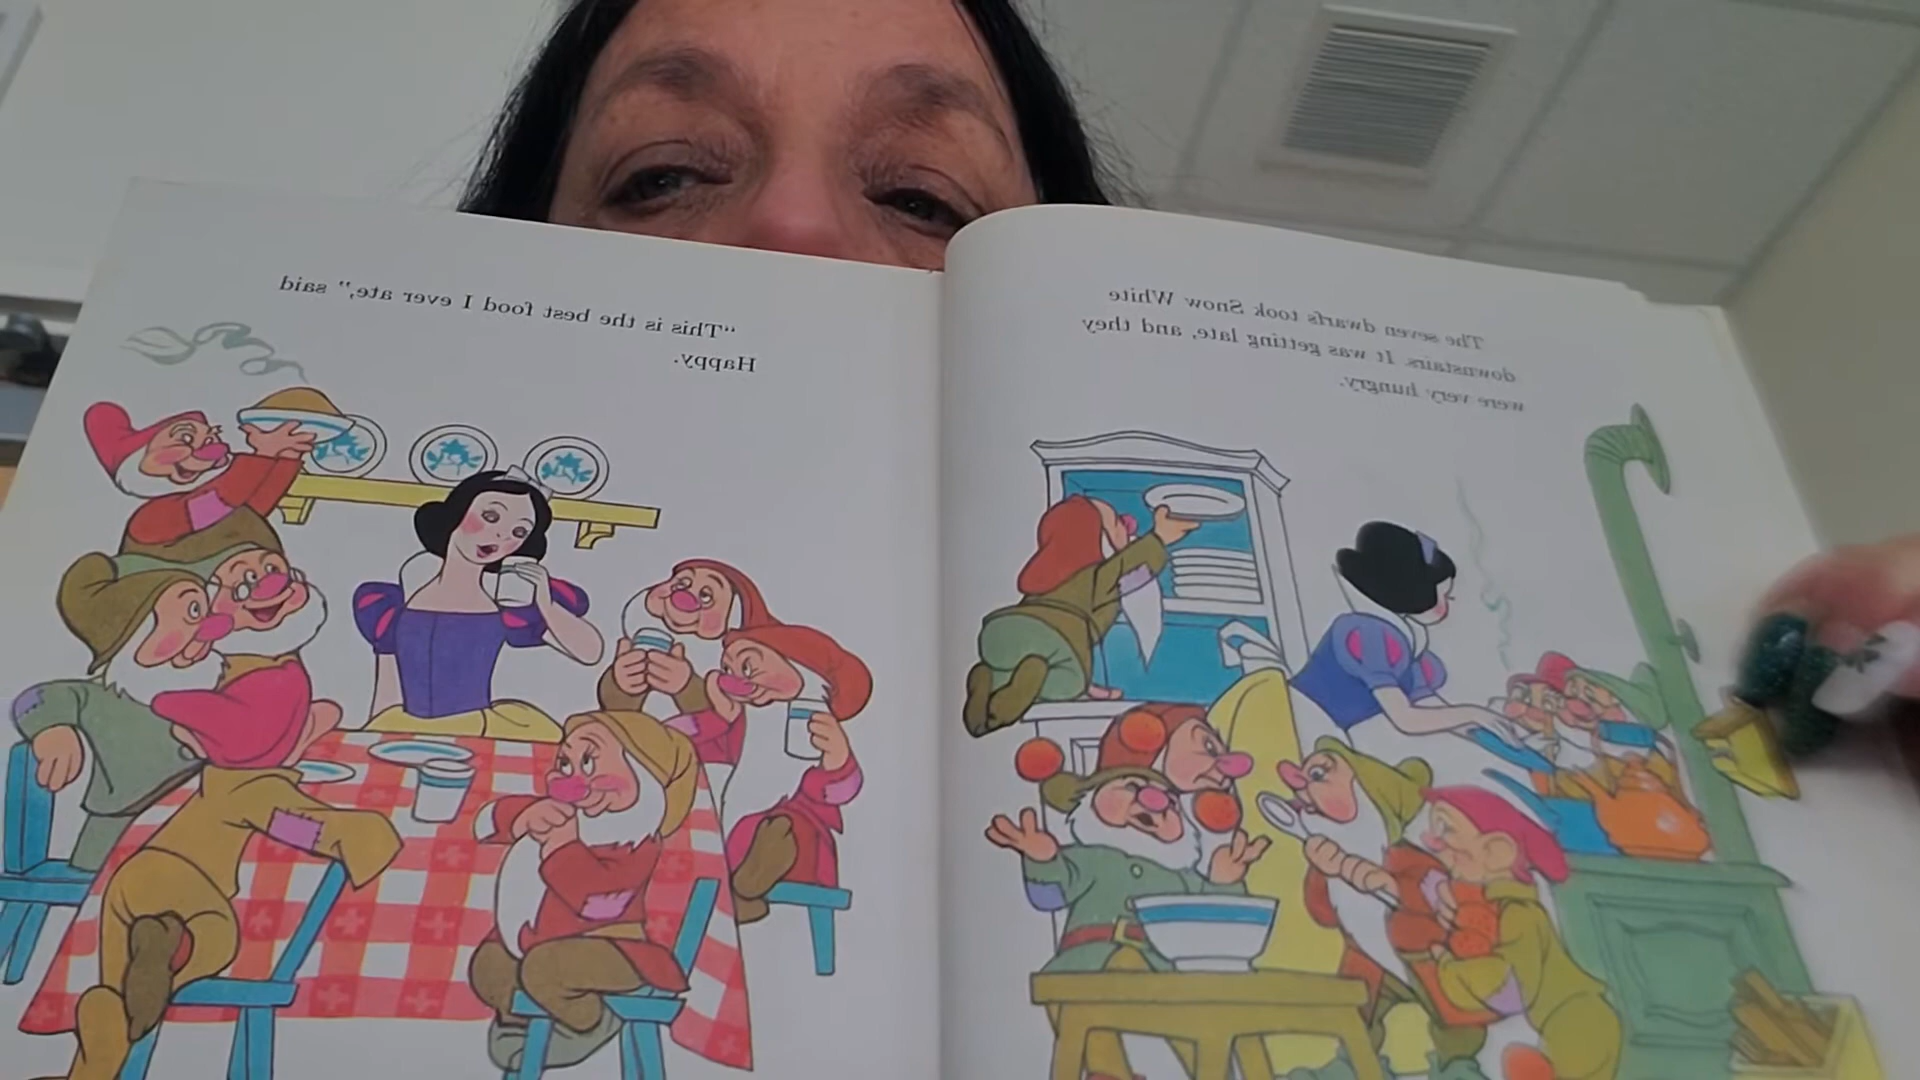 The seven dwarfs took Snow White
downstairs. It was getting late, and they
were very hungry.
"This is the best food I ever ate," said
Happy.